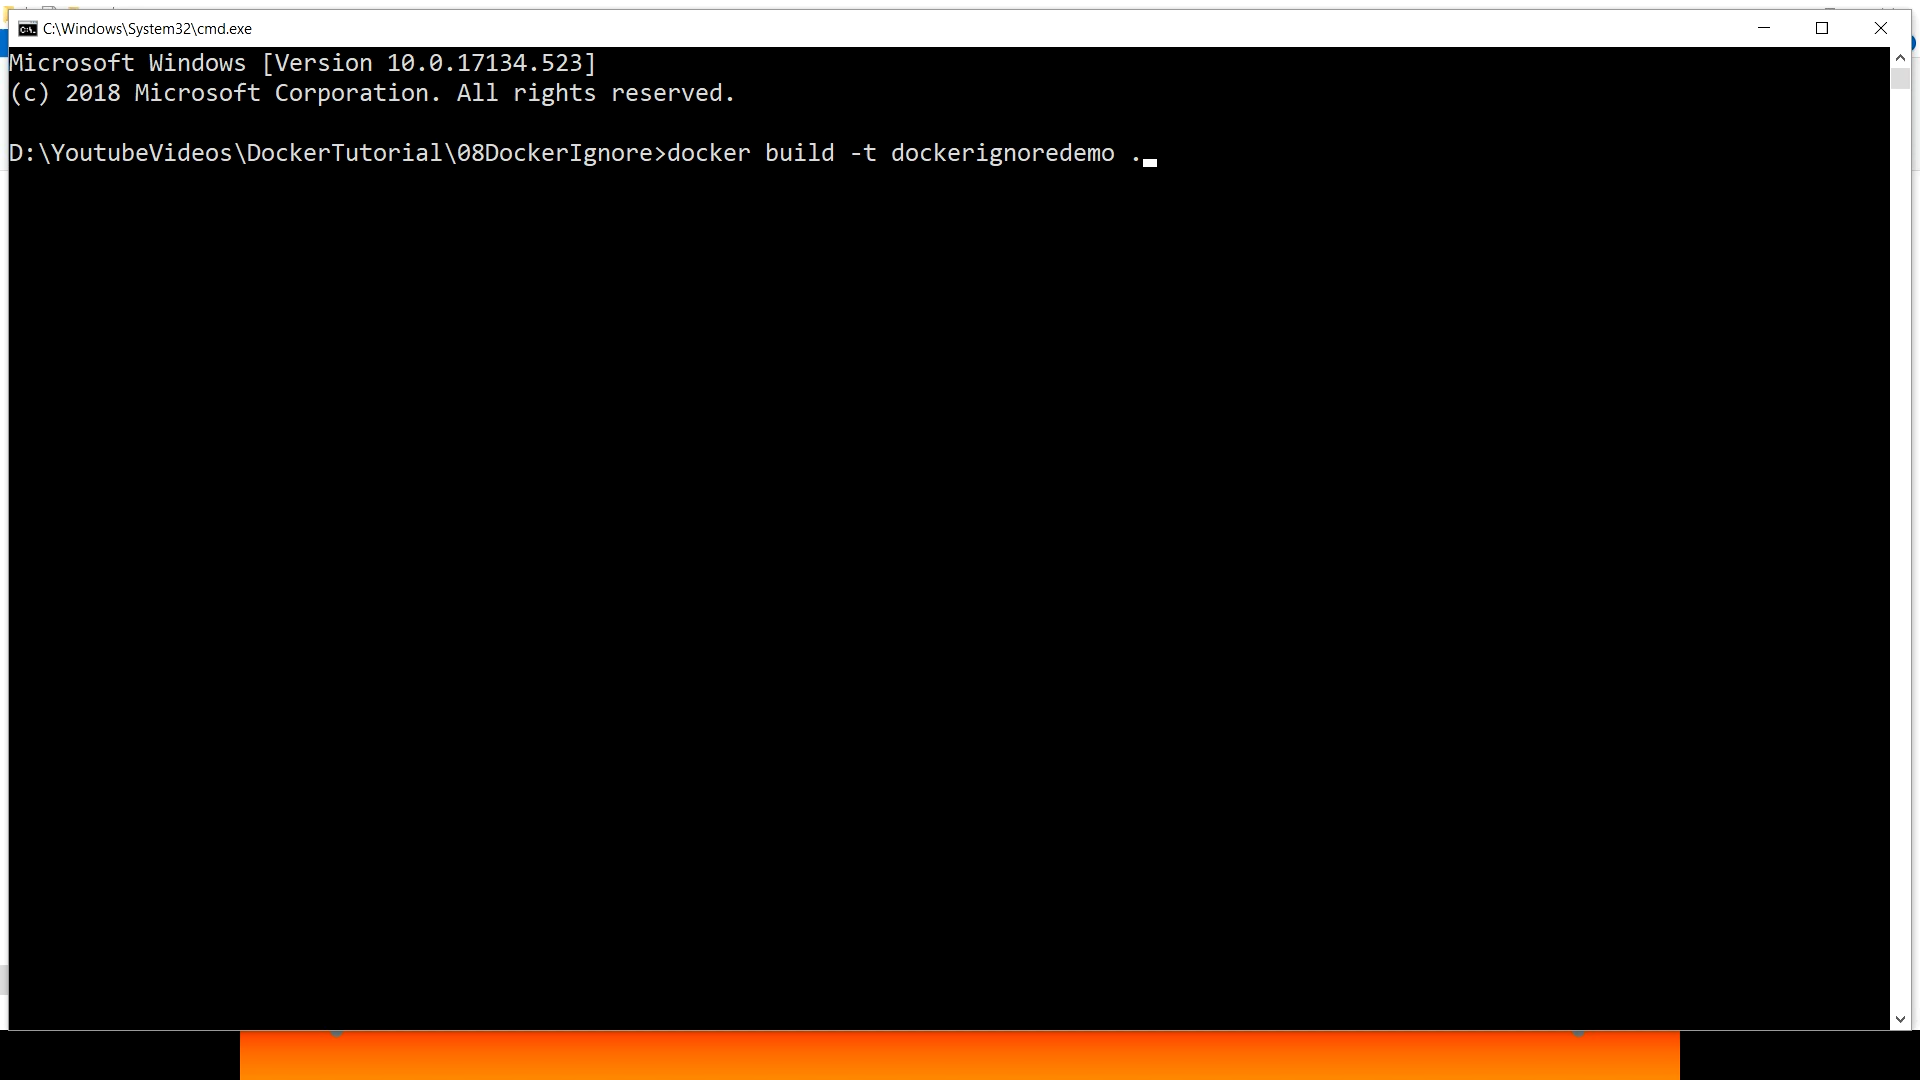 C:\Windows\System32\cmd.exe
Microsoft Windows [Version 10.0.17134.523]
(c) 2018 Microsoft Corporation. All rights reserved.
D:\YoutubeVideos\DockerTutorial\08DockerIgnore>docker build -t dockerignoredemo .